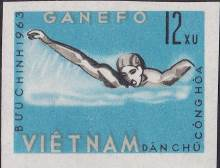 GANEFO
12 XU
BƯU CHÍNH 1963
VIỆTNAM
DÂN CHỦ CỘNG HÒA